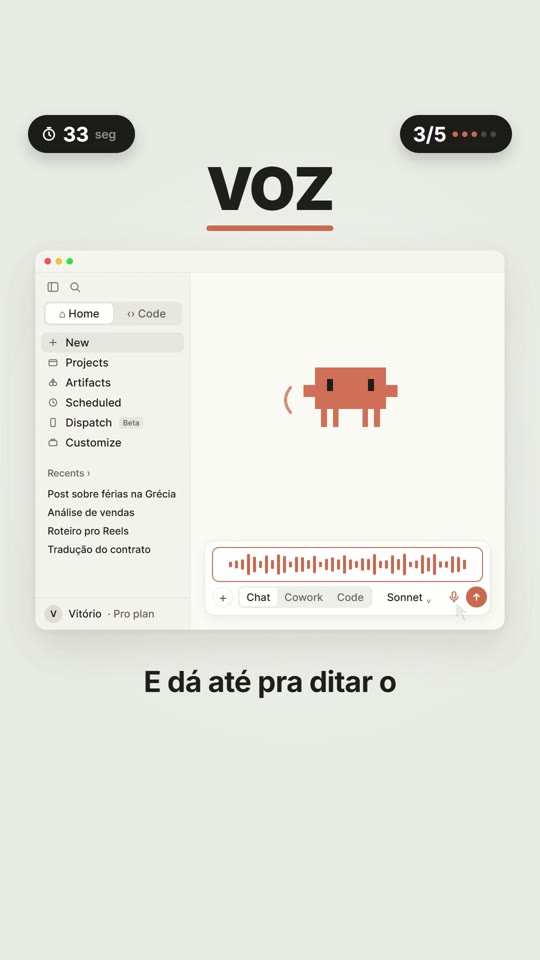 33 seg
3/5
VOZ
Home
Code
New
Projects
Artifacts
Scheduled
Dispatch Beta
Customize
Recents ›
Post sobre férias na Grécia
Análise de vendas
Roteiro pro Reels
Tradução do contrato
V Vitório · Pro plan
+ Chat Cowork Code Sonnet
E dá até pra ditar o